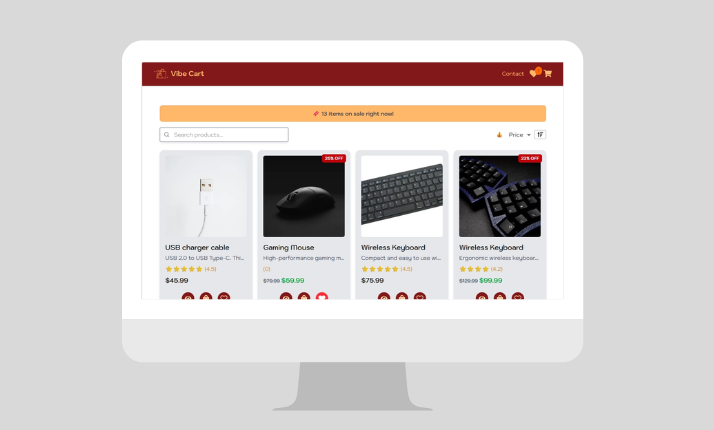 Vibe Cart
Contact
📌 13 items on sale right now!
Search products...
Price
25% OFF
23% OFF
USB charger cable
Gaming Mouse
Wireless Keyboard
Wireless Keyboard
USB 2.0 to USB Type-C. Thi...
High-performance gaming m...
Compact and easy to use wi...
Ergonomic wireless keyboar...
(4.5)
(0)
(4.5)
(4.2)
$45.99
$79.99 $59.99
$75.99
$129.99 $99.99